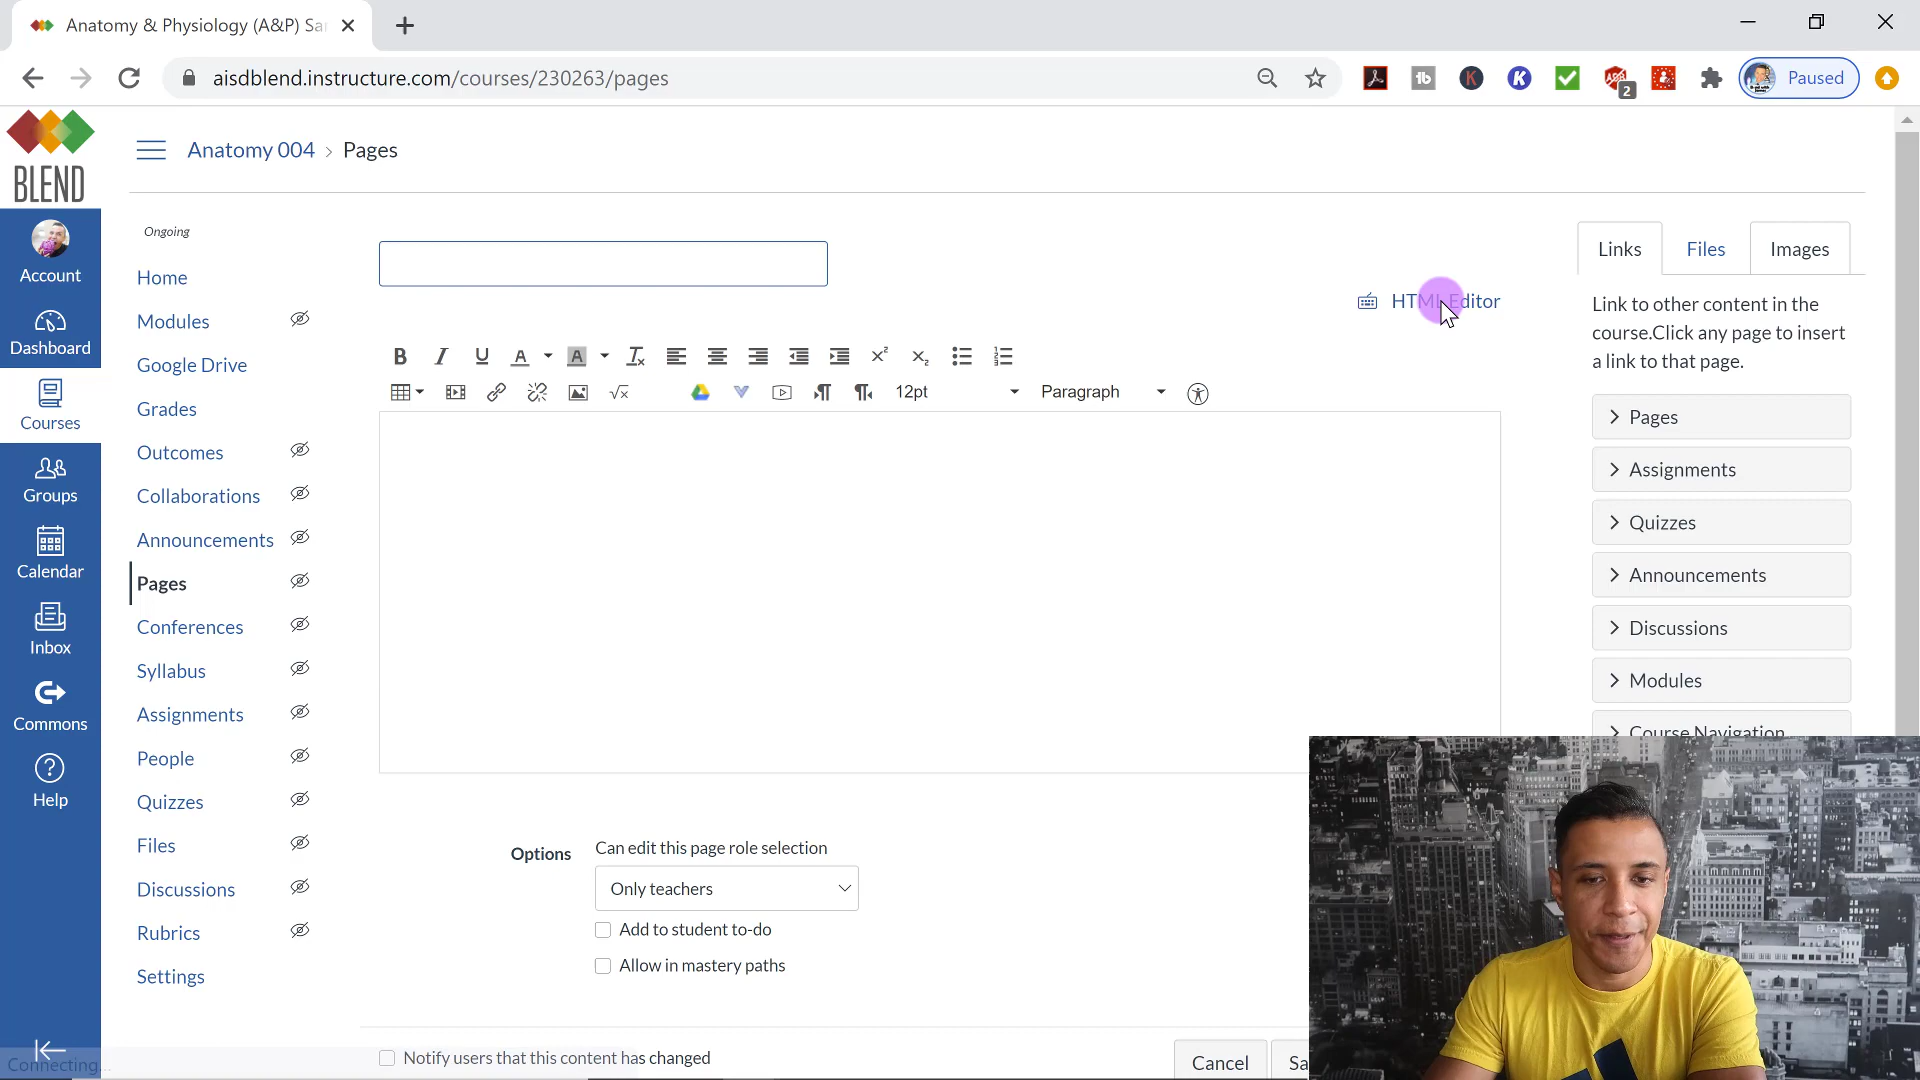 Anatomy & Physiology (A&P) Sa
aisdblend.instructure.com/courses/230263/pages
2
Paused
BLEND
Anatomy 004 > Pages
Account
Dashboard
Courses
Groups
Calendar
Inbox
Commons
Help
Connecting...
Ongoing
Home
Modules
Google Drive
Grades
Outcomes
Collaborations
Announcements
Pages
Conferences
Syllabus
Assignments
People
Quizzes
Files
Discussions
Rubrics
Settings
HTML Editor
12pt
Paragraph
Options
Can edit this page role selection
Only teachers
Add to student to-do
Allow in mastery paths
Notify users that this content has changed
Cancel
Sa
Links
Files
Images
Link to other content in the
course.Click any page to insert
a link to that page.
Pages
Assignments
Quizzes
Announcements
Discussions
Modules
Course Navigation